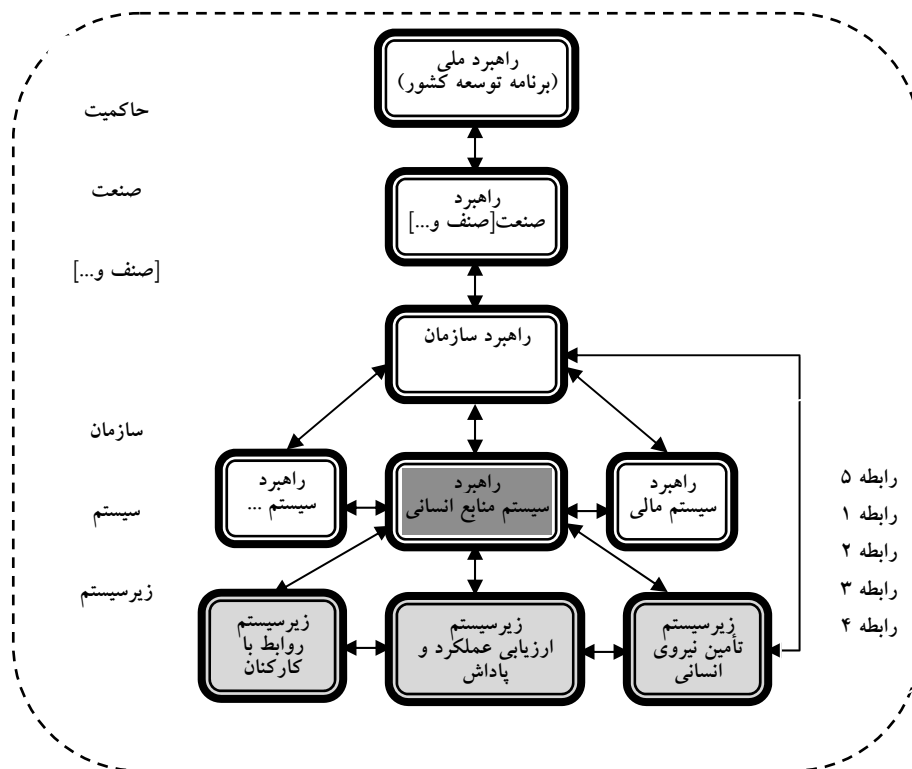 راهبرد ملی
(برنامه توسعه کشور)
حاکمیت
راهبرد
صنعت[صنف و...]
صنعت
[صنف و...]
راهبرد سازمان
سازمان
راهبرد
سیستم مالی
راهبرد
سیستم منابع انسانی
راهبرد
سیستم ...
سیستم
رابطه ۵
رابطه ۱
رابطه ۲
رابطه ۳
رابطه ۴
زیرسیستم
تأمین نیروی
انسانی
زیرسیستم
ارزیابی عملکرد و
پاداش
زیرسیستم
روابط با
کارکنان
زیرسیستم